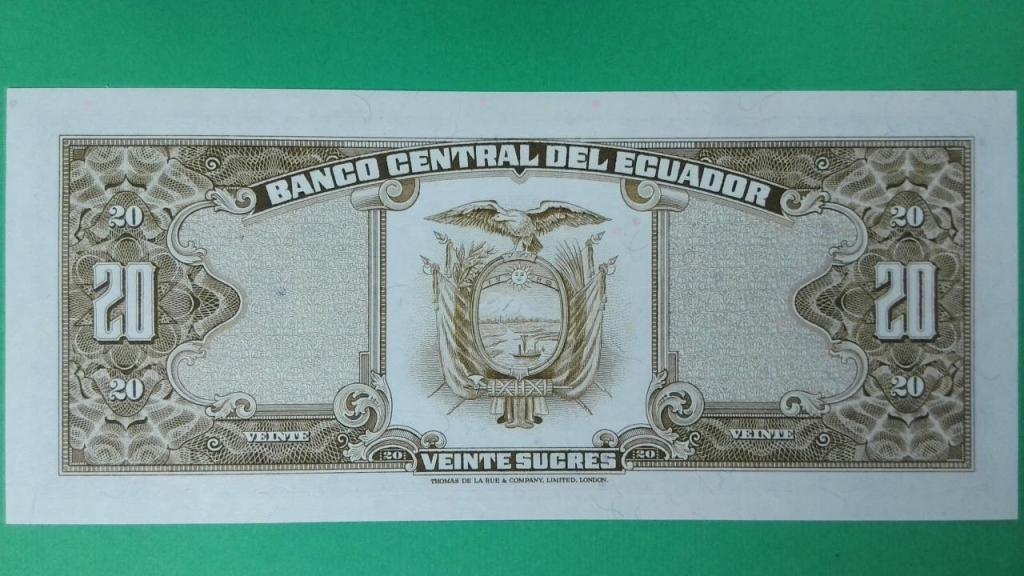 BANCO CENTRAL DEL ECUADOR
20 20
20 20
20 20
VEINTE VEINTE
20 VEINTE SUCRES 20
THOMAS DE LA RUE & COMPANY, LIMITED, LONDON.